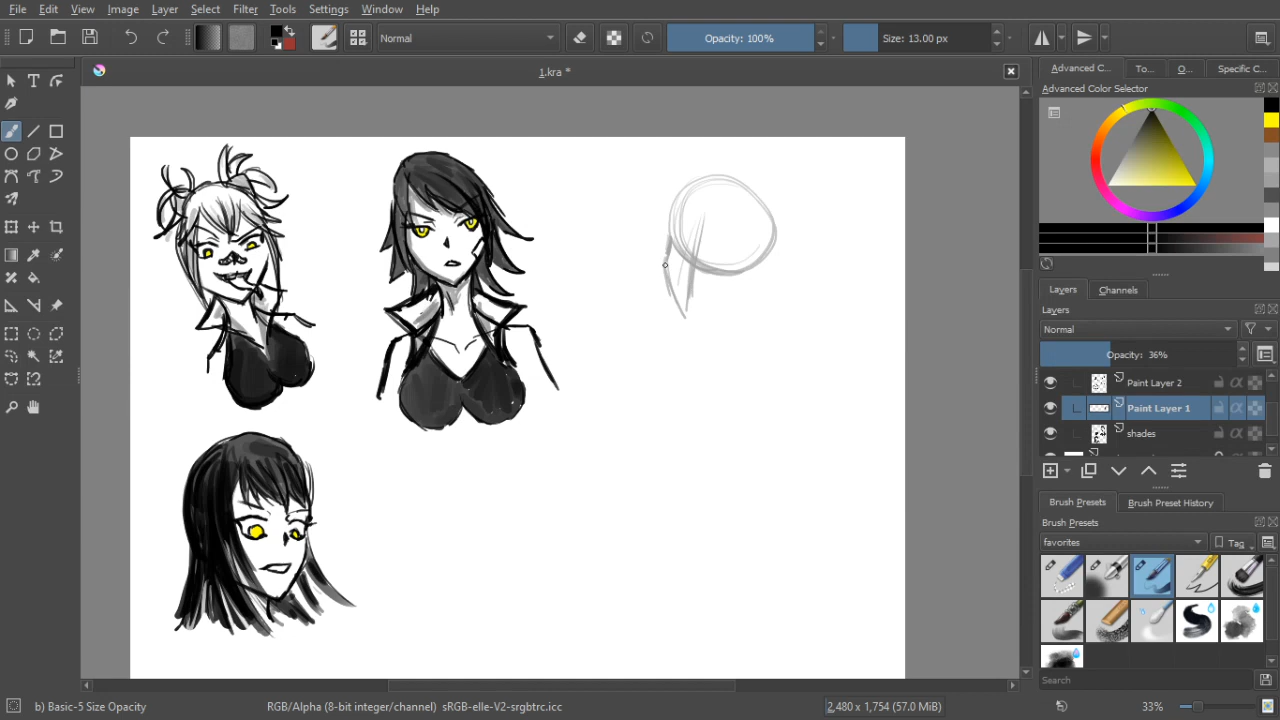 File Edit View Image Layer Select Filter Tools Settings Window Help
Normal Opacity: 100% Size: 13.00 px
1.kra *
Advanced C... To... O... Specific C...
Advanced Color Selector
Layers Channels
Layers
Normal
Opacity: 36%
Paint Layer 2
Paint Layer 1
shades
Brush Presets Brush Preset History
Brush Presets
favorites Tag
Search
b) Basic-5 Size Opacity RGB/Alpha (8-bit integer/channel) sRGB-elle-V2-srgbtrc.icc 2,480 x 1,754 (57.0 MiB) 33%